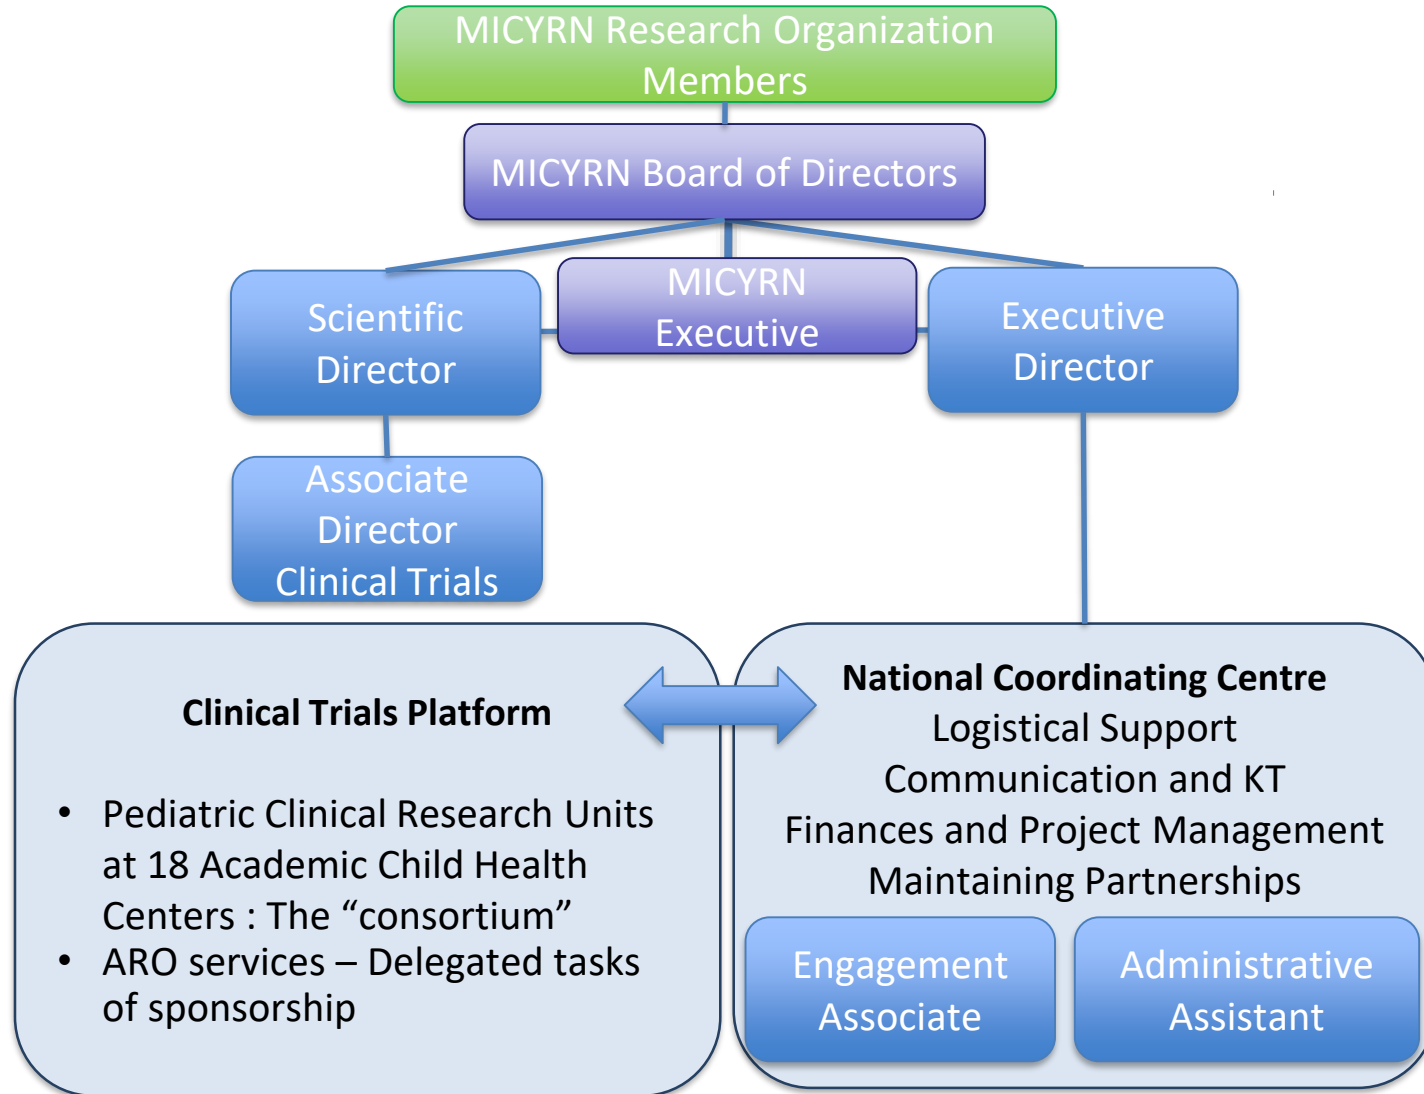 MICYRN Research Organization
Members
MICYRN Board of Directors
Scientific
Director
MICYRN
Executive
Executive
Director
Associate
Director
Clinical Trials
Clinical Trials Platform
• Pediatric Clinical Research Units
at 18 Academic Child Health
Centers : The “consortium”
• ARO services – Delegated tasks
of sponsorship
National Coordinating Centre
Logistical Support
Communication and KT
Finances and Project Management
Maintaining Partnerships
Engagement
Associate
Administrative
Assistant